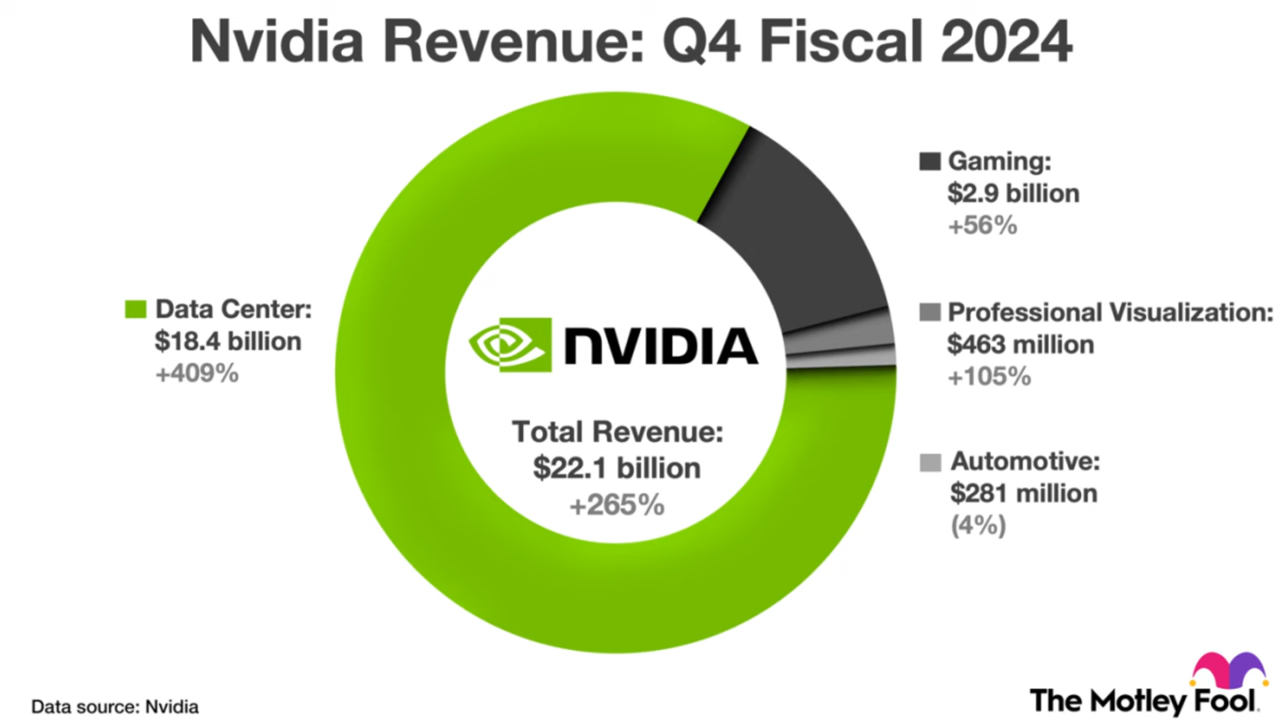 Nvidia Revenue: Q4 Fiscal 2024
Data Center:
$18.4 billion
+409%
NVIDIA
Total Revenue:
$22.1 billion
+265%
Gaming:
$2.9 billion
+56%
Professional Visualization:
$463 million
+105%
Automotive:
$281 million
(4%)
Data source: Nvidia
The Motley Fool.